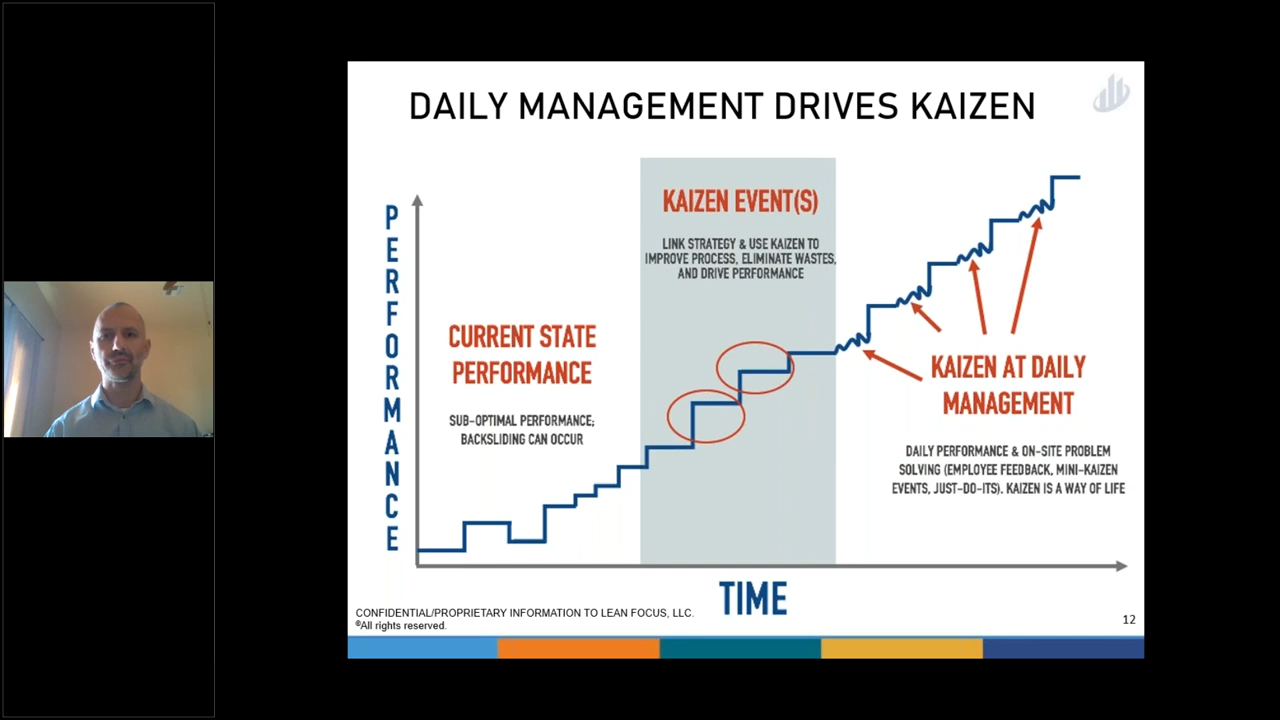 DAILY MANAGEMENT DRIVES KAIZEN
PERFORMANCE
CURRENT STATE
PERFORMANCE
SUB-OPTIMAL PERFORMANCE;
BACKSLIDING CAN OCCUR
KAIZEN EVENT(S)
LINK STRATEGY & USE KAIZEN TO
IMPROVE PROCESS, ELIMINATE WASTES,
AND DRIVE PERFORMANCE
KAIZEN AT DAILY
MANAGEMENT
DAILY PERFORMANCE & ON-SITE PROBLEM
SOLVING (EMPLOYEE FEEDBACK, MINI-KAIZEN
EVENTS, JUST-DO-ITS). KAIZEN IS A WAY OF LIFE
TIME
CONFIDENTIAL/PROPRIETARY INFORMATION TO LEAN FOCUS, LLC.
©All rights reserved.
12